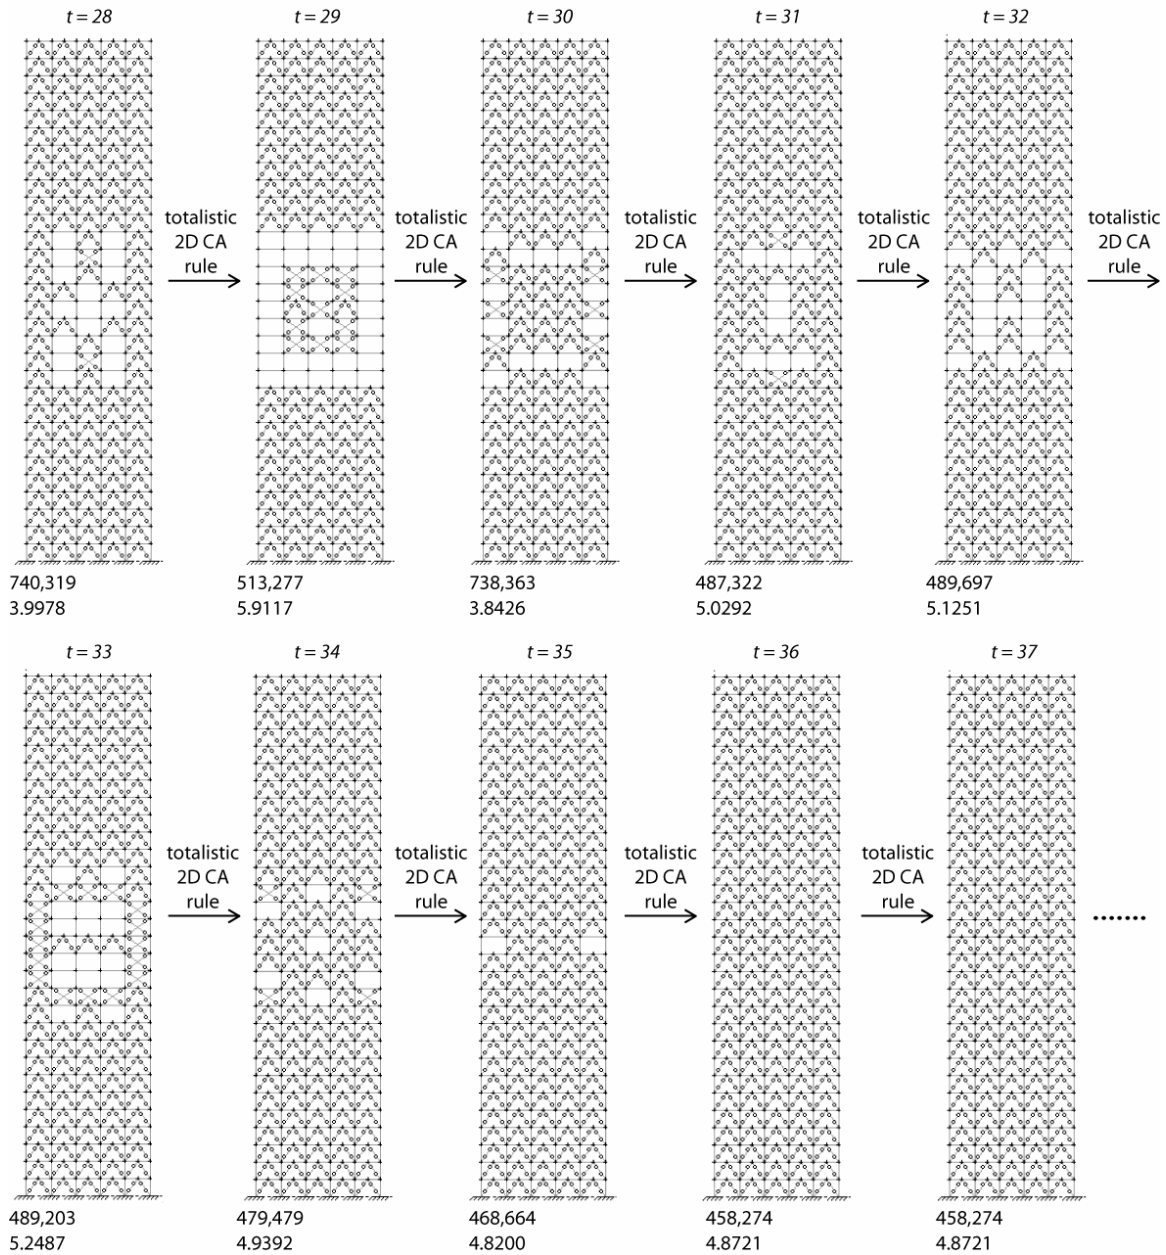 t = 28
t = 29
t = 30
t = 31
t = 32
totalistic
2D CA
rule
totalistic
2D CA
rule
totalistic
2D CA
rule
totalistic
2D CA
rule
totalistic
2D CA
rule
740,319
3.9978
513,277
5.9117
738,363
3.8426
487,322
5.0292
489,697
5.1251
t = 33
t = 34
t = 35
t = 36
t = 37
totalistic
2D CA
rule
totalistic
2D CA
rule
totalistic
2D CA
rule
totalistic
2D CA
rule
.......
489,203
5.2487
479,479
4.9392
468,664
4.8200
458,274
4.8721
458,274
4.8721